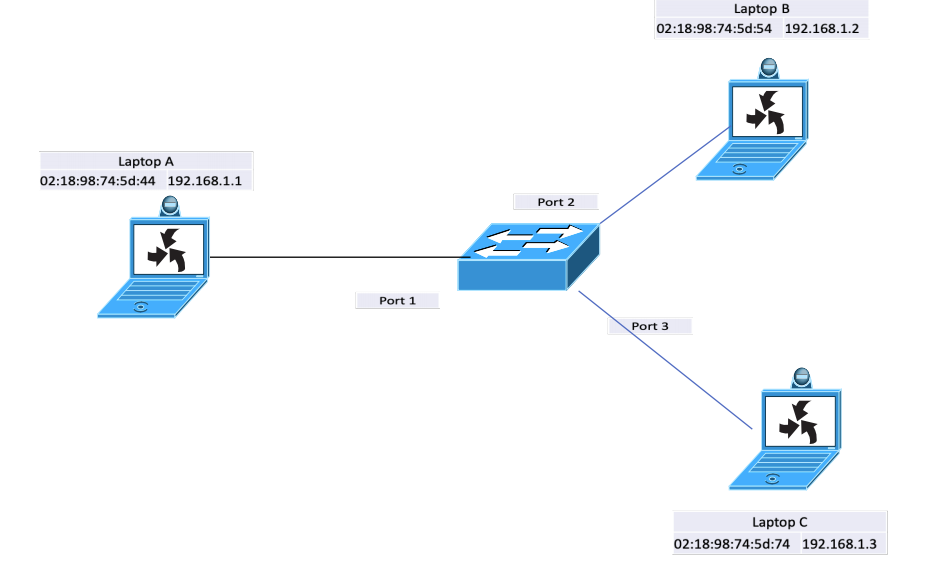 Laptop B
02:18:98:74:5d:54 192.168.1.2
Laptop A
02:18:98:74:5d:44 192.168.1.1
Port 2
Port 1
Port 3
Laptop C
02:18:98:74:5d:74 192.168.1.3